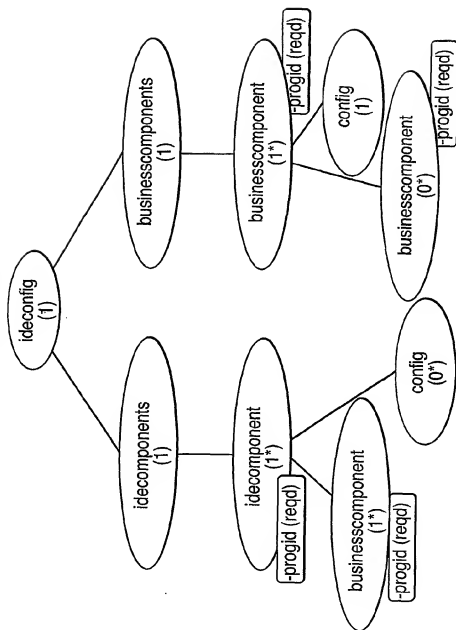 ideconfig
(1)
idecomponents
(1)
businesscomponents
(1)
idecomponent
(1*)
-progid (reqd)
businesscomponent
(1*)
-progid (reqd)
businesscomponent
(1*)
-progid (reqd)
config
(0*)
config
(1)
businesscomponent
(0*)
-progid (reqd)